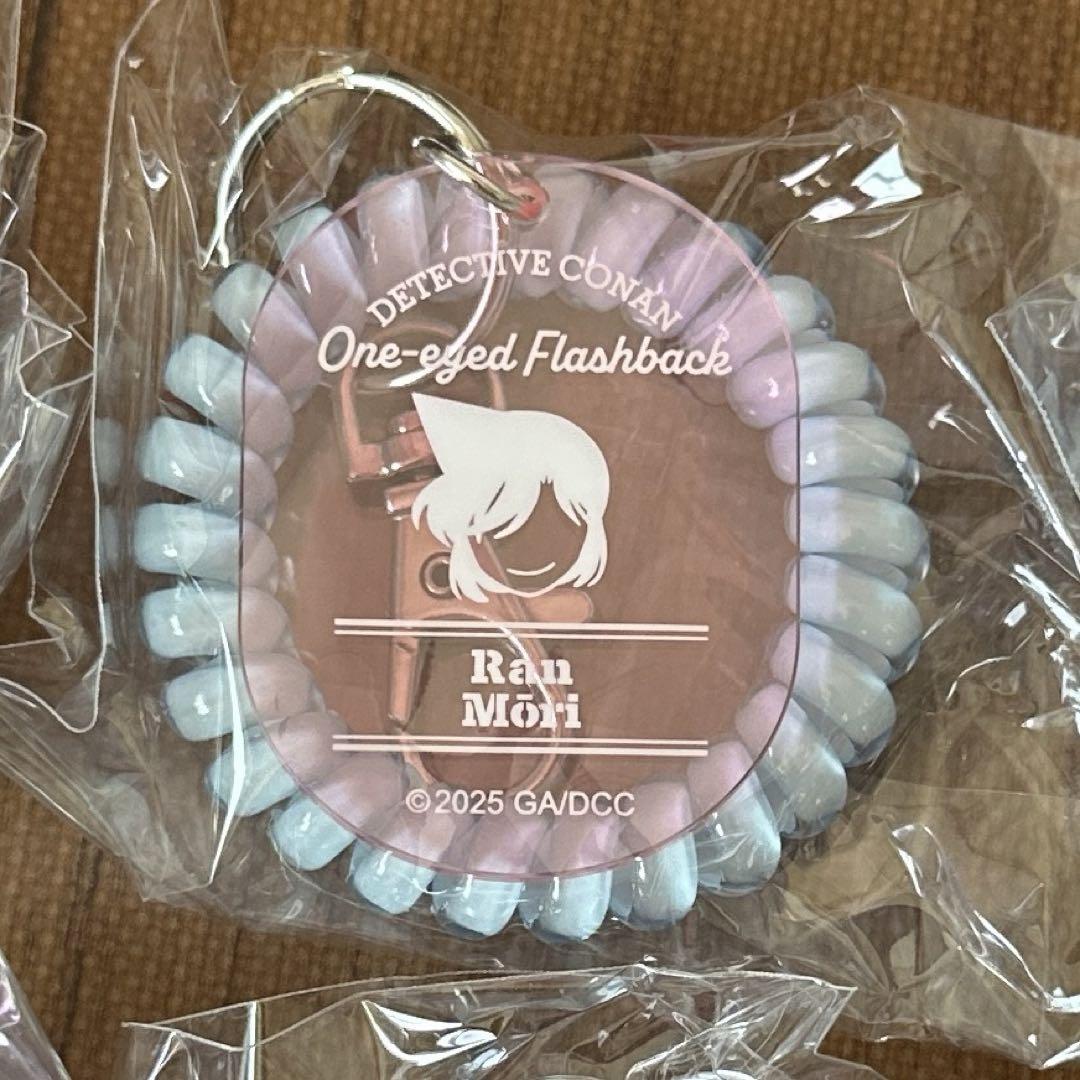 DETECTIVE CONAN
One-eyed Flashback
Ran
Mōri
©2025 GA/DCC